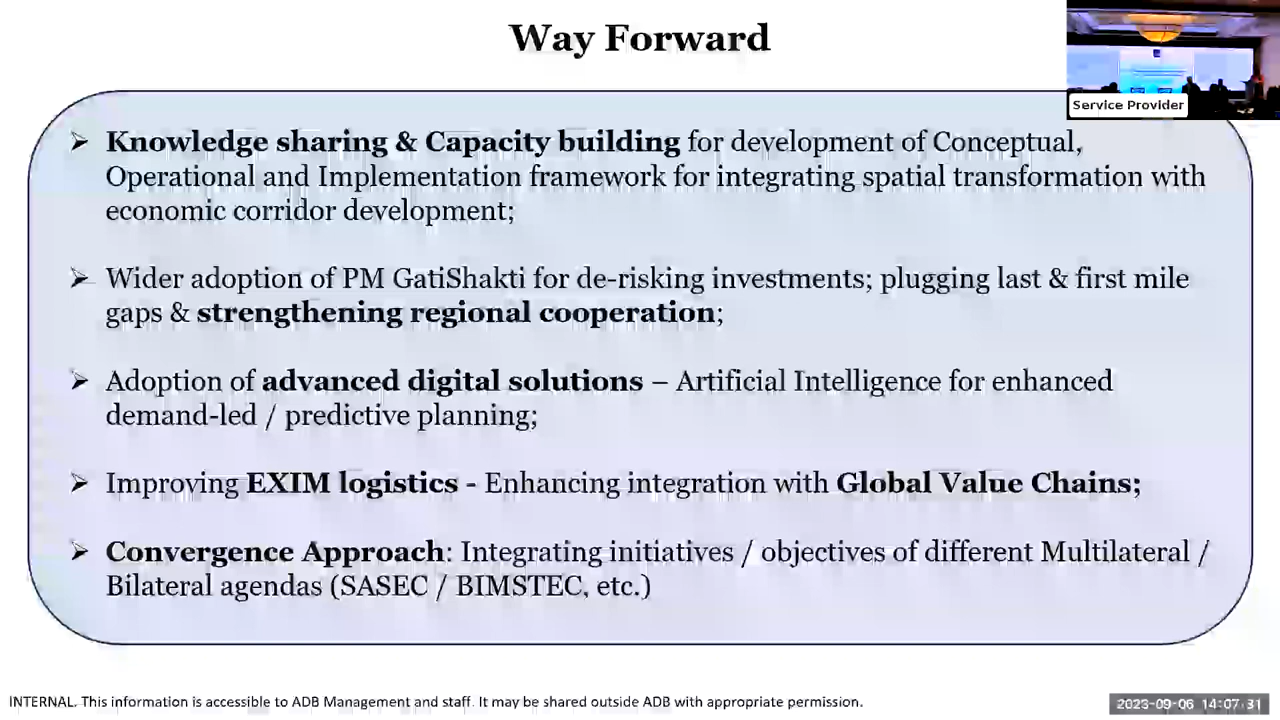 Way Forward
Service Provider
➢ Knowledge sharing & Capacity building for development of Conceptual,
Operational and Implementation framework for integrating spatial transformation with
economic corridor development;
➢ Wider adoption of PM GatiShakti for de-risking investments; plugging last & first mile
gaps & strengthening regional cooperation;
➢ Adoption of advanced digital solutions – Artificial Intelligence for enhanced
demand-led / predictive planning;
➢ Improving EXIM logistics - Enhancing integration with Global Value Chains;
➢ Convergence Approach: Integrating initiatives / objectives of different Multilateral /
Bilateral agendas (SASEC / BIMSTEC, etc.)
INTERNAL. This information is accessible to ADB Management and staff. It may be shared outside ADB with appropriate permission.
2023-09-06 14:07:31